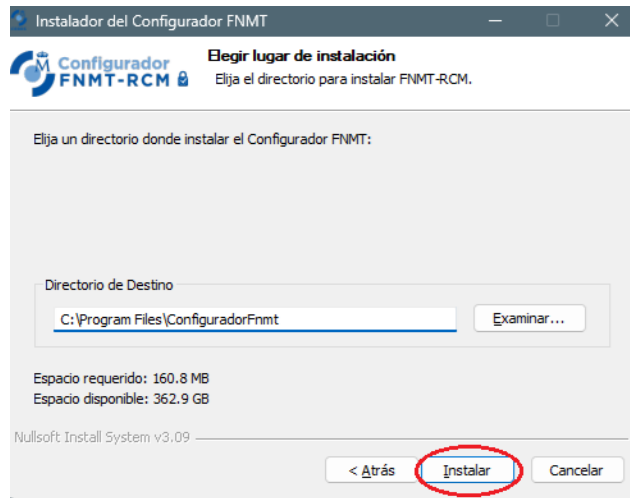 Instalador del Configurador FNMT
Configurador
FNMT-RCM
Elegir lugar de instalación
Elija el directorio para instalar FNMT-RCM.
Elija un directorio donde instalar el Configurador FNMT:
Directorio de Destino
C:\Program Files\ConfiguradorFnmt
Examinar...
Espacio requerido: 160.8 MB
Espacio disponible: 362.9 GB
Nullsoft Install System v3.09
< Atrás Instalar Cancelar